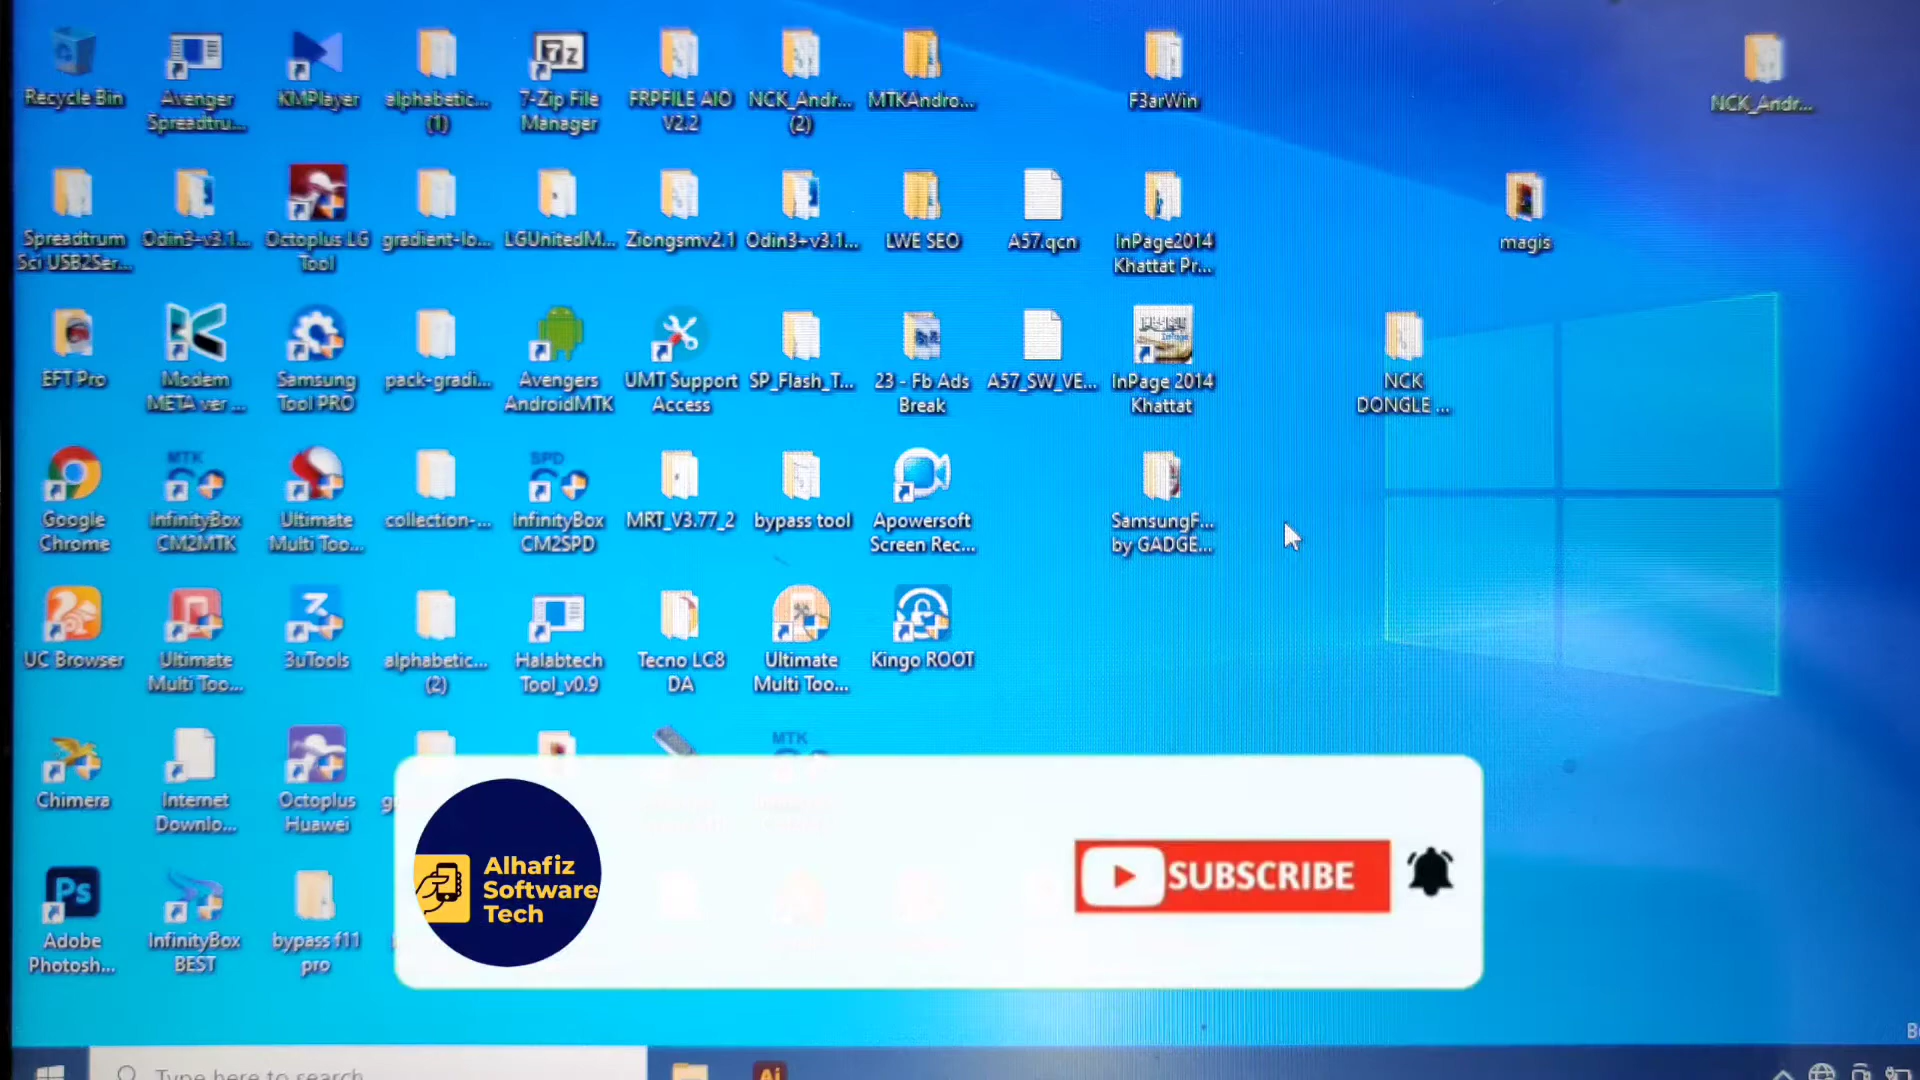 Recycle Bin
Avenger
Spreadtru...
KMPlayer
alphabetic...
(1)
7z
7-Zip File
Manager
FRPFILE AIO
V2.2
NCK_Andr...
(2)
MTKAndro...
F3arWin
NCK_Andr...
Spreadtrum
Sci USB2Ser...
Odin3-v3.1...
Octoplus LG
Tool
gradient-lo...
LGUnitedM...
Ziongsmv2.1
Odin3+v3.1...
LWE SEO
A57.qcn
InPage2014
Khattat Pr...
magis
EFT Pro
Modem
META ver ...
Samsung
Tool PRO
pack-gradi...
Avengers
AndroidMTK
UMT Support
Access
SP_Flash_T...
23 - Fb Ads
Break
A57_SW_VE...
InPage 2014
Khattat
NCK
DONGLE ...
Google
Chrome
MTK
InfinityBox
CM2MTK
Ultimate
Multi Too...
collection-...
SPD
InfinityBox
CM2SPD
MRT_V3.77_2
bypass tool
Apowersoft
Screen Rec...
SamsungF...
by GADGE...
UC Browser
Ultimate
Multi Too...
3uTools
alphabetic...
(2)
Halabtech
Tool_v0.9
Tecno LC8
DA
Ultimate
Multi Too...
Kingo ROOT
Chimera
Internet
Downlo...
Octoplus
Huawei
MTK
Ps
Adobe
Photosh...
InfinityBox
BEST
bypass f11
pro
Alhafiz
Software
Tech
SUBSCRIBE
Type here to search
Ai